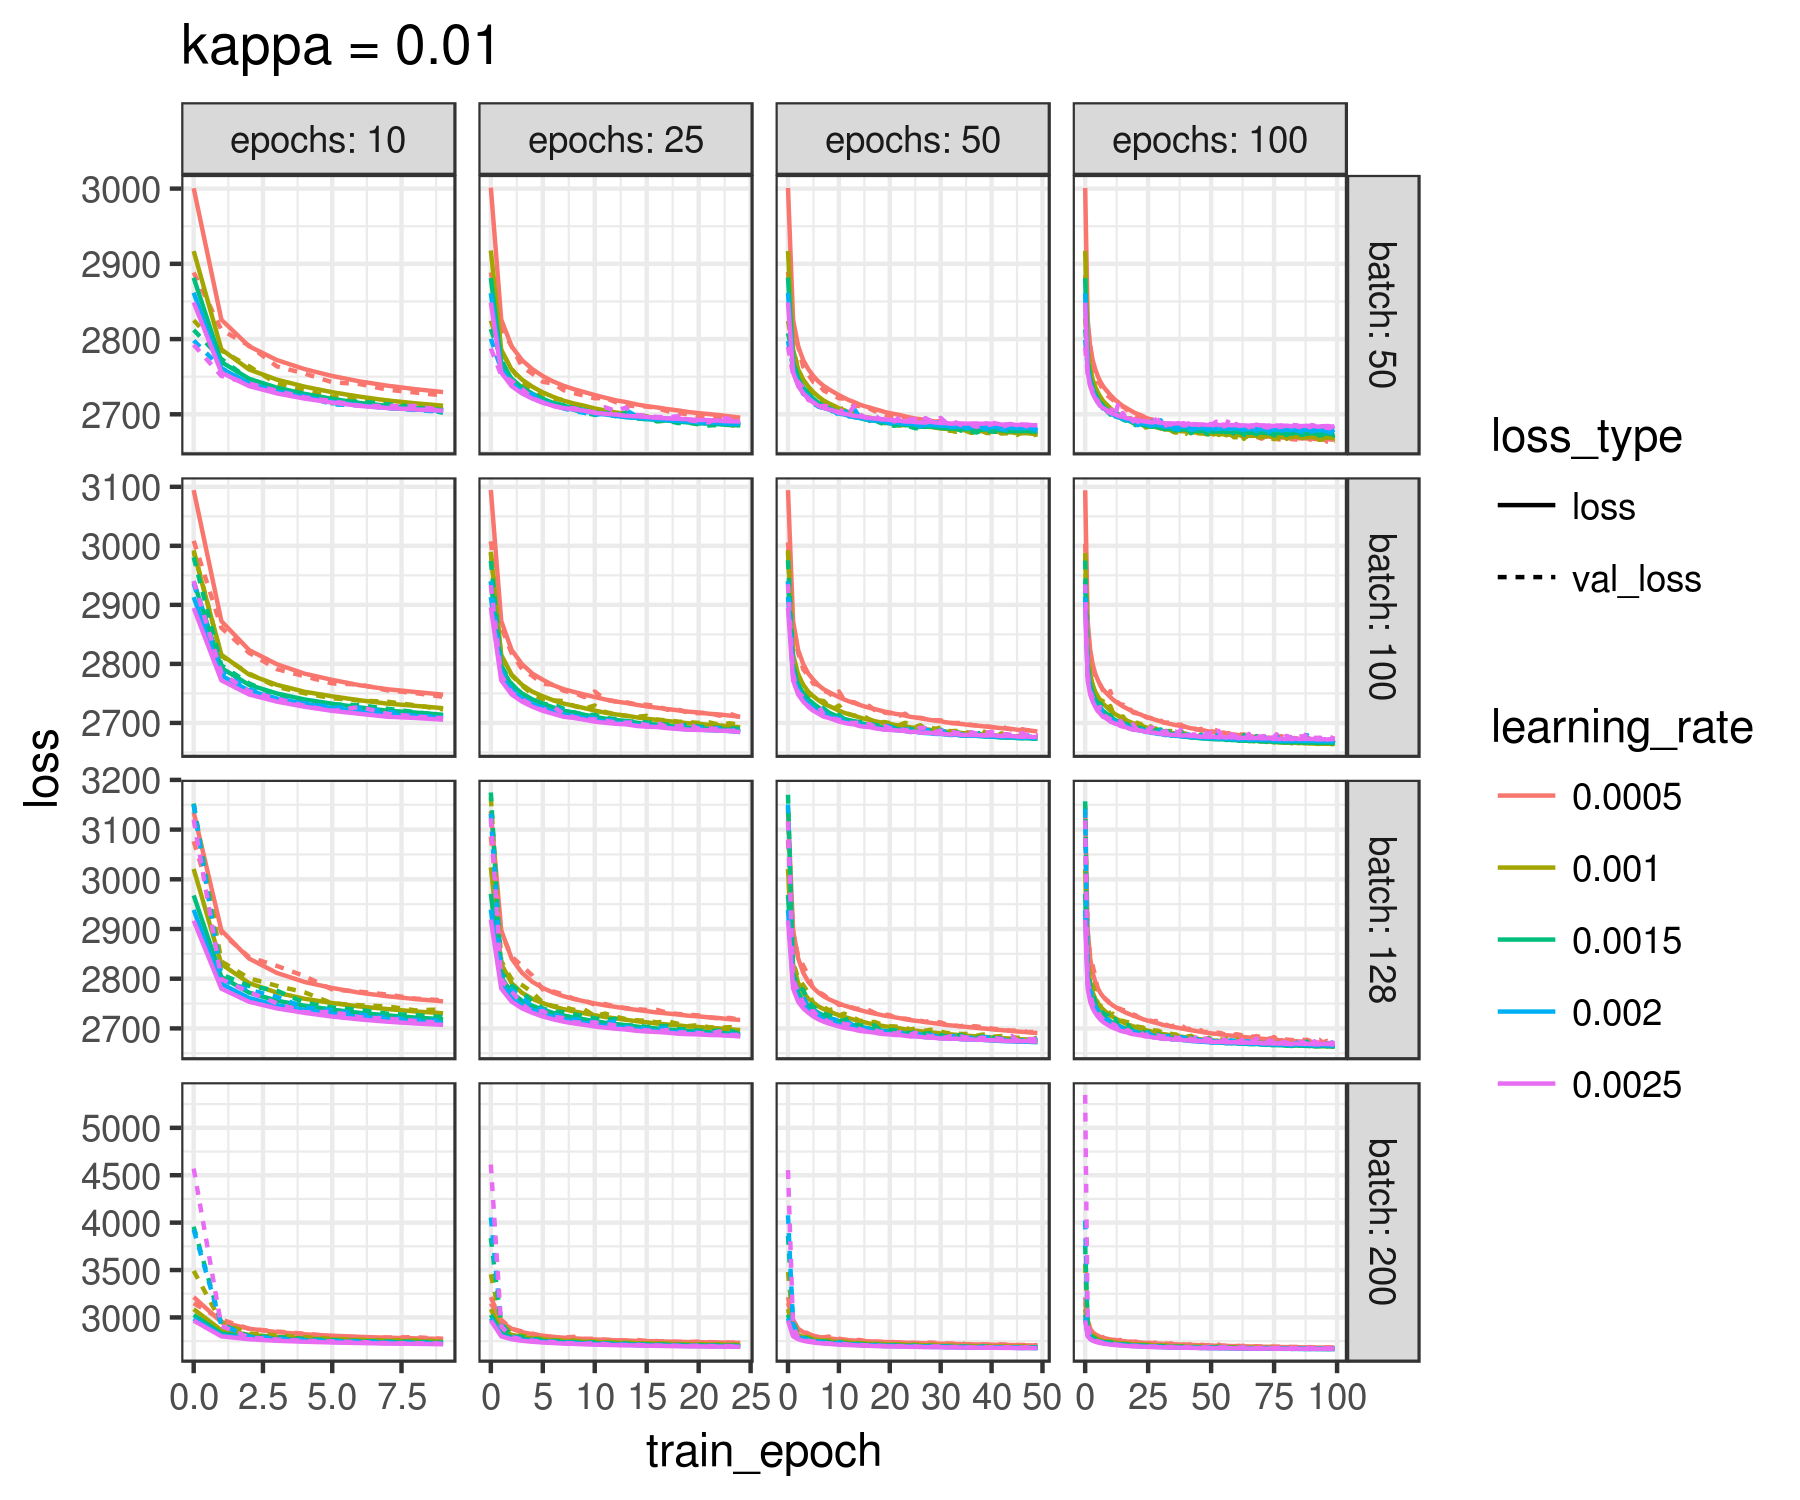 kappa = 0.01
epochs: 10
epochs: 25
epochs: 50
epochs: 100
3000
2900
2800
2700
batch: 50
3100
3000
2900
2800
2700
batch: 100
3200
3100
3000
2900
2800
2700
batch: 128
5000
4500
4000
3500
3000
batch: 200
0.0 2.5 5.0 7.5
0 5 10 15 20 25
0 10 20 30 40 50
0 25 50 75 100
train_epoch
loss
loss_type
loss
val_loss
learning_rate
0.0005
0.001
0.0015
0.002
0.0025